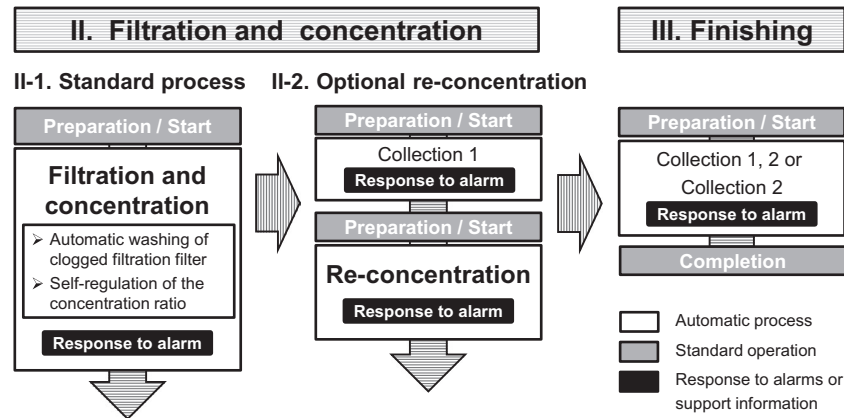 II. Filtration and concentration
III. Finishing
II-1. Standard process
II-2. Optional re-concentration
Preparation / Start
Filtration and
concentration
➢ Automatic washing of
clogged filtration filter
➢ Self-regulation of the
concentration ratio
Response to alarm
Preparation / Start
Collection 1
Response to alarm
Preparation / Start
Re-concentration
Response to alarm
Preparation / Start
Collection 1, 2 or
Collection 2
Response to alarm
Completion
Automatic process
Standard operation
Response to alarms or
support information